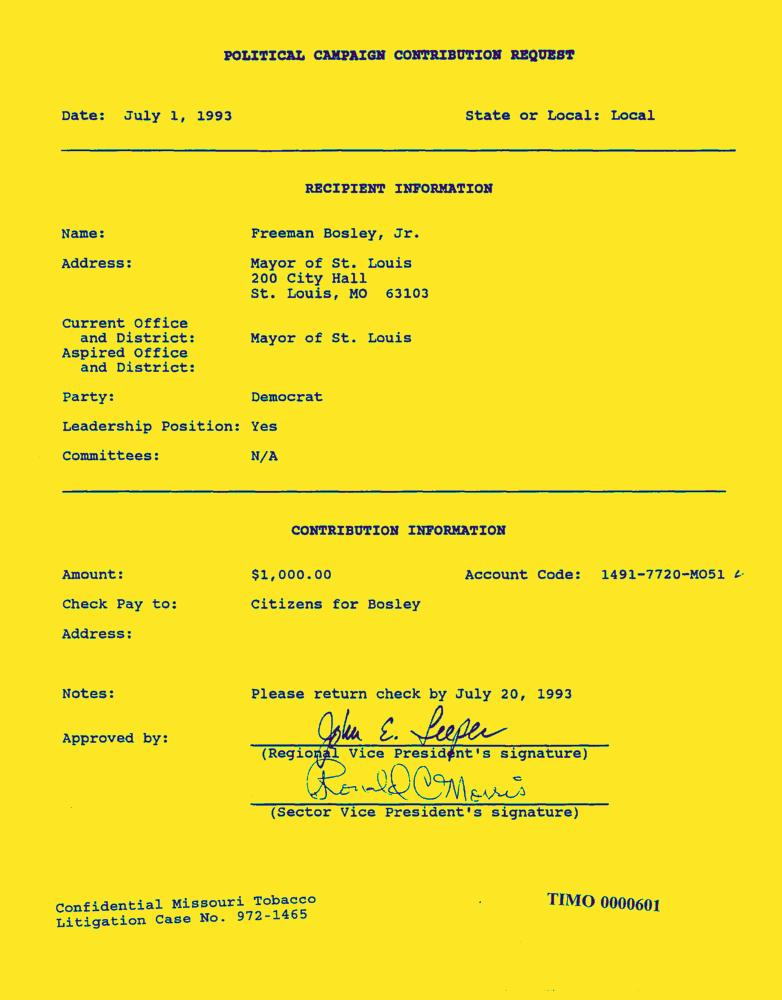 POLITICAL CAMPAIGN CONTRIBUTION REQUEST
Date: July 1, 1993 State or Local: Local
RECIPIENT INFORMATION
Name: Freeman Bosley, Jr.
Address: Mayor of St. Louis
200 City Hall
St. Louis, MO 63103
Current Office
and District: Mayor of St. Louis
Aspired Office
and District:
Party: Democrat
Leadership Position: Yes
Committees: N/A
CONTRIBUTION INFORMATION
Amount: $1,000.00 Account Code: 1491-7720-MO51
Check Pay to: Citizens for Bosley
Address:
Notes: Please return check by July 20, 1993
Approved by: John E. Leeper
(Regional Vice President's signature)
Ronald C Morris
(Sector Vice President's signature)
Confidential Missouri Tobacco
Litigation Case No. 972-1465
TIMO 0000601